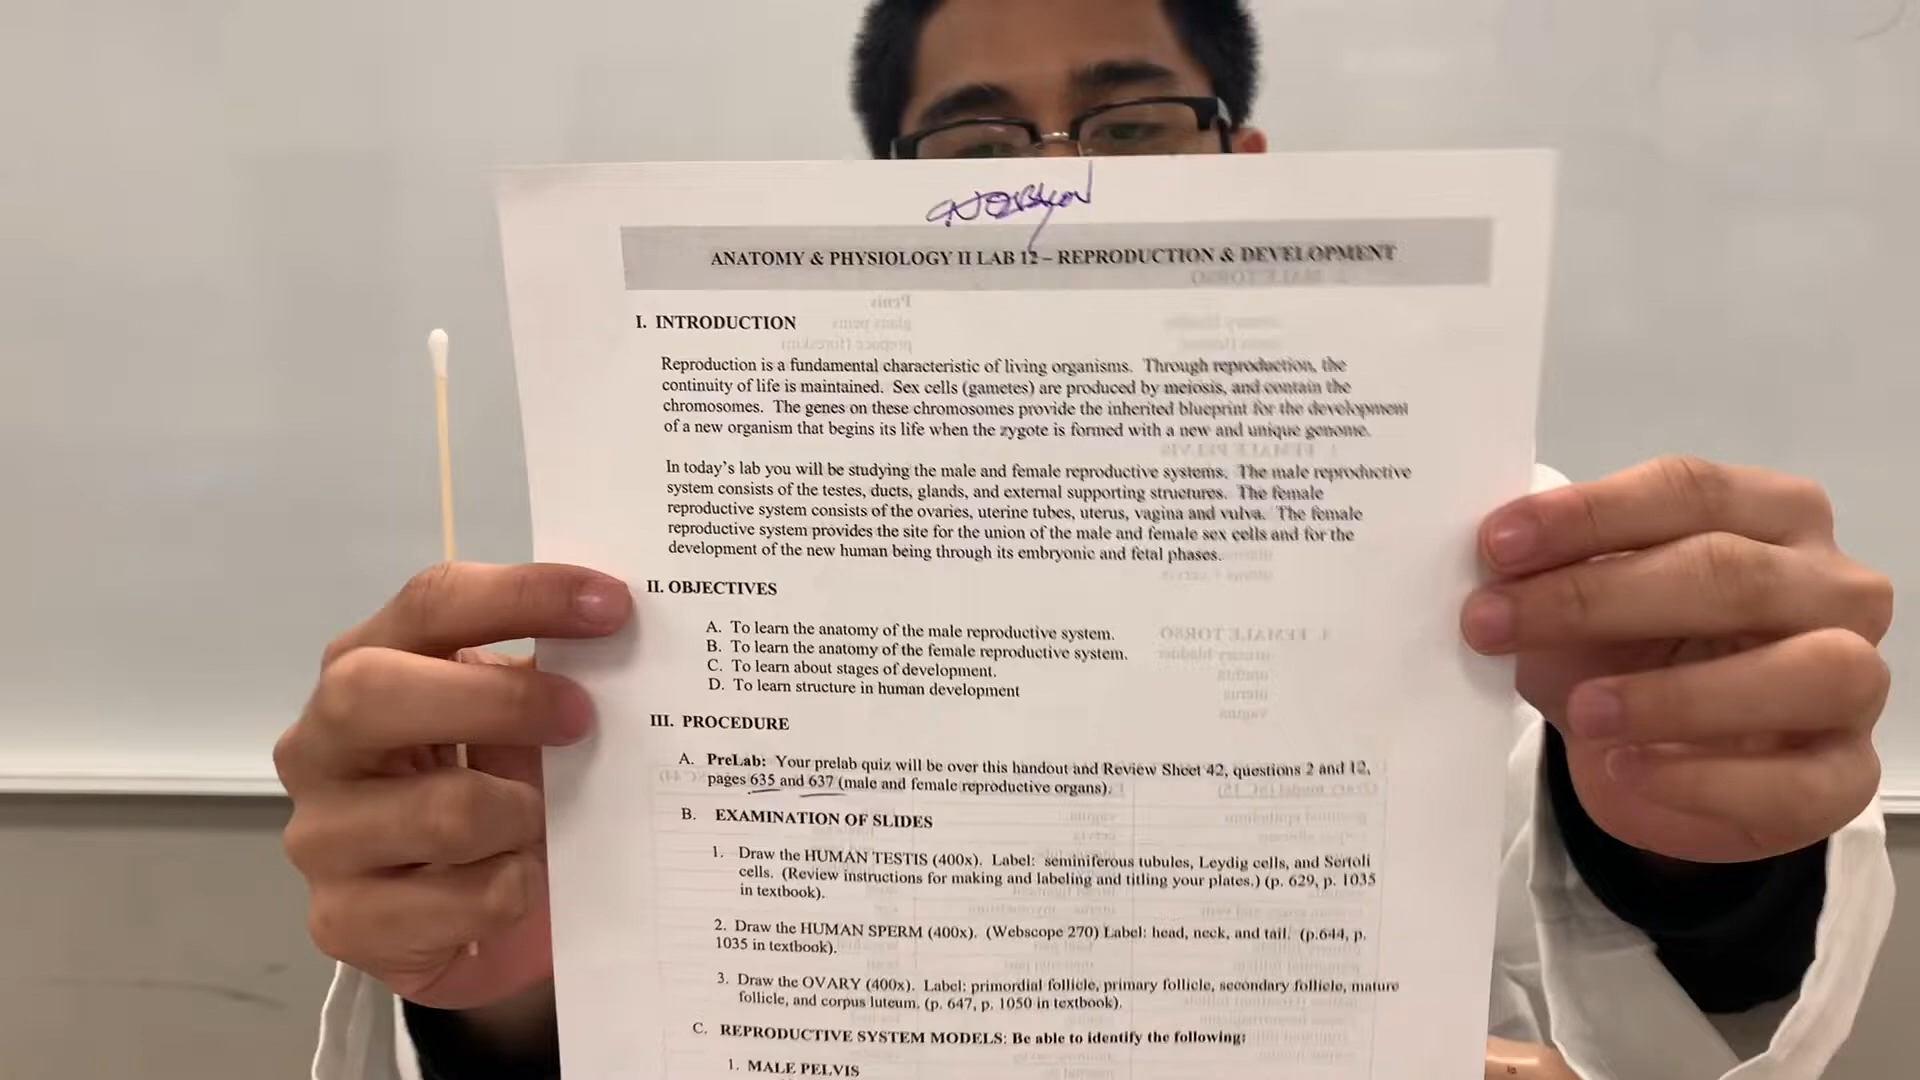 ANATOMY & PHYSIOLOGY II LAB 12 – REPRODUCTION & DEVELOPMENT
I. INTRODUCTION
Reproduction is a fundamental characteristic of living organisms. Through reproduction, the
continuity of life is maintained. Sex cells (gametes) are produced by meiosis, and contain the
chromosomes. The genes on these chromosomes provide the inherited blueprint for the development
of a new organism that begins its life when the zygote is formed with a new and unique genome.
In today's lab you will be studying the male and female reproductive systems. The male reproductive
system consists of the testes, ducts, glands, and external supporting structures. The female
reproductive system consists of the ovaries, uterine tubes, uterus, vagina and vulva. The female
reproductive system provides the site for the union of the male and female sex cells and for the
development of the new human being through its embryonic and fetal phases.
II. OBJECTIVES
A. To learn the anatomy of the male reproductive system.
B. To learn the anatomy of the female reproductive system.
C. To learn about stages of development.
D. To learn structure in human development
III. PROCEDURE
A. PreLab: Your prelab quiz will be over this handout and Review Sheet 42, questions 2 and 12,
pages 635 and 637 (male and female reproductive organs).
B. EXAMINATION OF SLIDES
1. Draw the HUMAN TESTIS (400x). Label: seminiferous tubules, Leydig cells, and Sertoli
cells. (Review instructions for making and labeling and titling your plates.) (p. 629, p. 1035
in textbook).
2. Draw the HUMAN SPERM (400x). (Webscope 270) Label: head, neck, and tail. (p.644, p.
1035 in textbook).
3. Draw the OVARY (400x). Label: primordial follicle, primary follicle, secondary follicle, mature
follicle, and corpus luteum. (p. 647, p. 1050 in textbook).
C. REPRODUCTIVE SYSTEM MODELS: Be able to identify the following:
1. MALE PELVIS